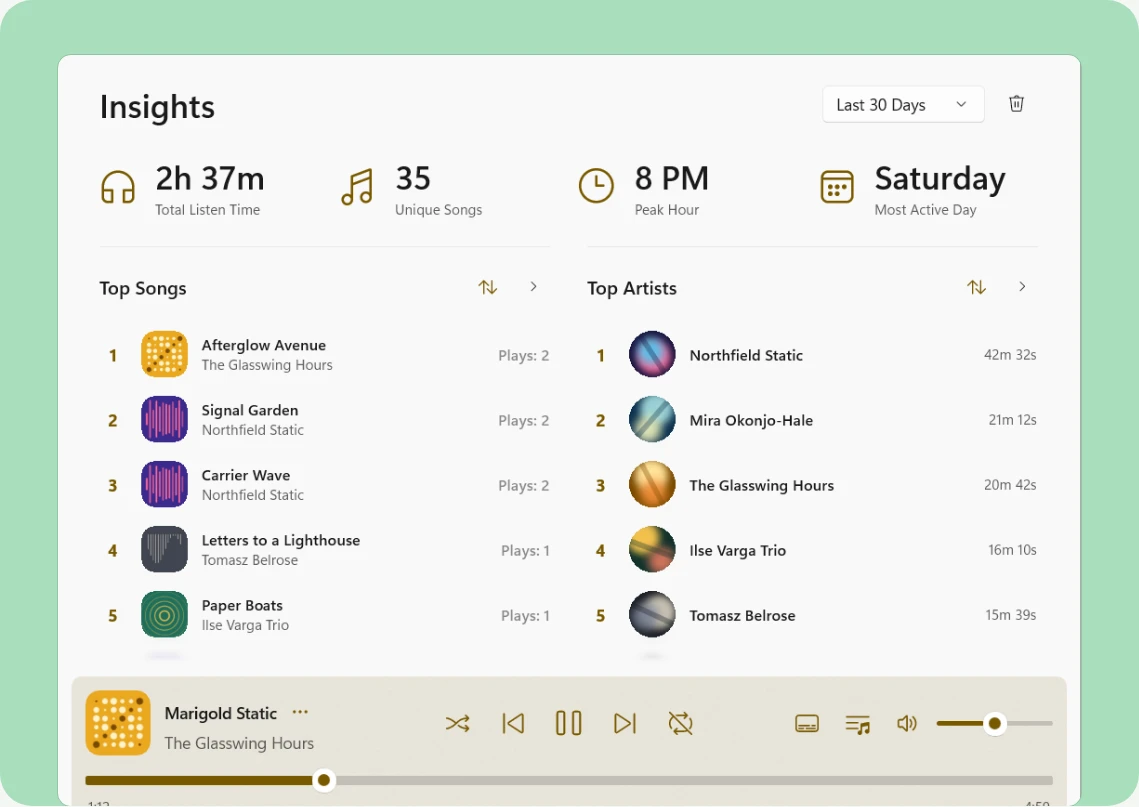 Insights
Last 30 Days
2h 37m
Total Listen Time
35
Unique Songs
8 PM
Peak Hour
Saturday
Most Active Day
Top Songs
1
Afterglow Avenue
The Glasswing Hours
Plays: 2
2
Signal Garden
Northfield Static
Plays: 2
3
Carrier Wave
Northfield Static
Plays: 2
4
Letters to a Lighthouse
Tomasz Belrose
Plays: 1
5
Paper Boats
Ilse Varga Trio
Plays: 1
Top Artists
1
Northfield Static
42m 32s
2
Mira Okonjo-Hale
21m 12s
3
The Glasswing Hours
20m 42s
4
Ilse Varga Trio
16m 10s
5
Tomasz Belrose
15m 39s
Marigold Static
The Glasswing Hours